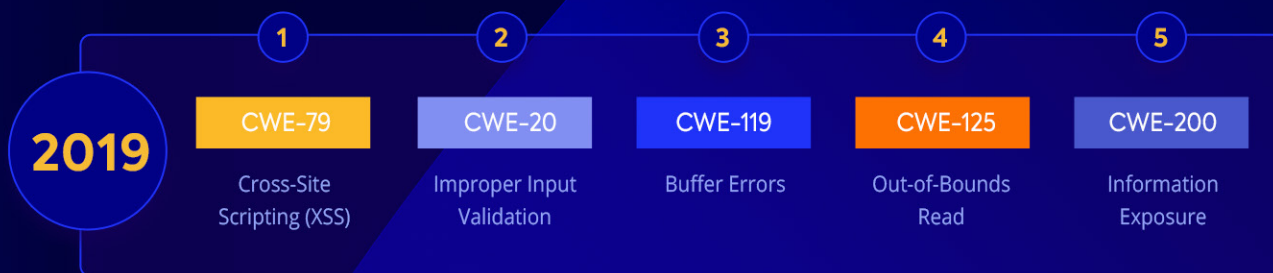 1
2
3
4
5
2019
CWE-79
CWE-20
CWE-119
CWE-125
CWE-200
Cross-Site
Scripting (XSS)
Improper Input
Validation
Buffer Errors
Out-of-Bounds
Read
Information
Exposure